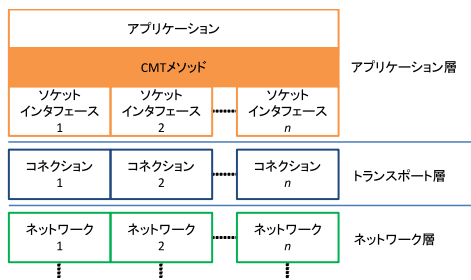 アプリケーション
CMTメソッド
アプリケーション層
ソケット
インタフェース
1
ソケット
インタフェース
2
ソケット
インタフェース
n
コネクション
1
コネクション
2
コネクション
n
トランスポート層
ネットワーク
1
ネットワーク
2
ネットワーク
n
ネットワーク層